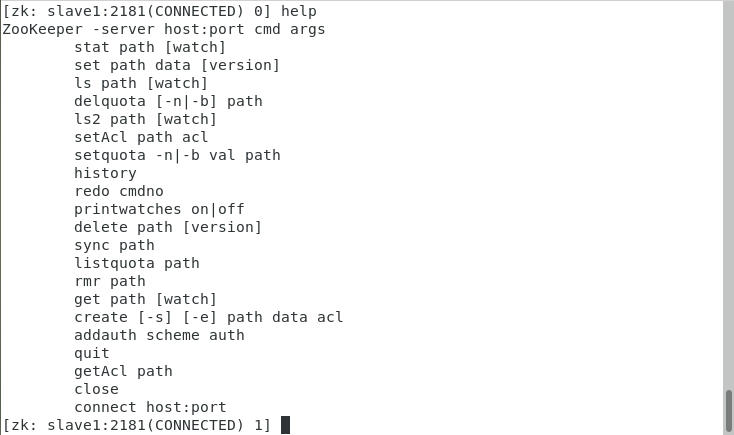 [zk: slave1:2181(CONNECTED) 0] help
ZooKeeper -server host:port cmd args
        stat path [watch]
        set path data [version]
        ls path [watch]
        delquota [-n|-b] path
        ls2 path [watch]
        setAcl path acl
        setquota -n|-b val path
        history
        redo cmdno
        printwatches on|off
        delete path [version]
        sync path
        listquota path
        rmr path
        get path [watch]
        create [-s] [-e] path data acl
        addauth scheme auth
        quit
        getAcl path
        close
        connect host:port
[zk: slave1:2181(CONNECTED) 1]